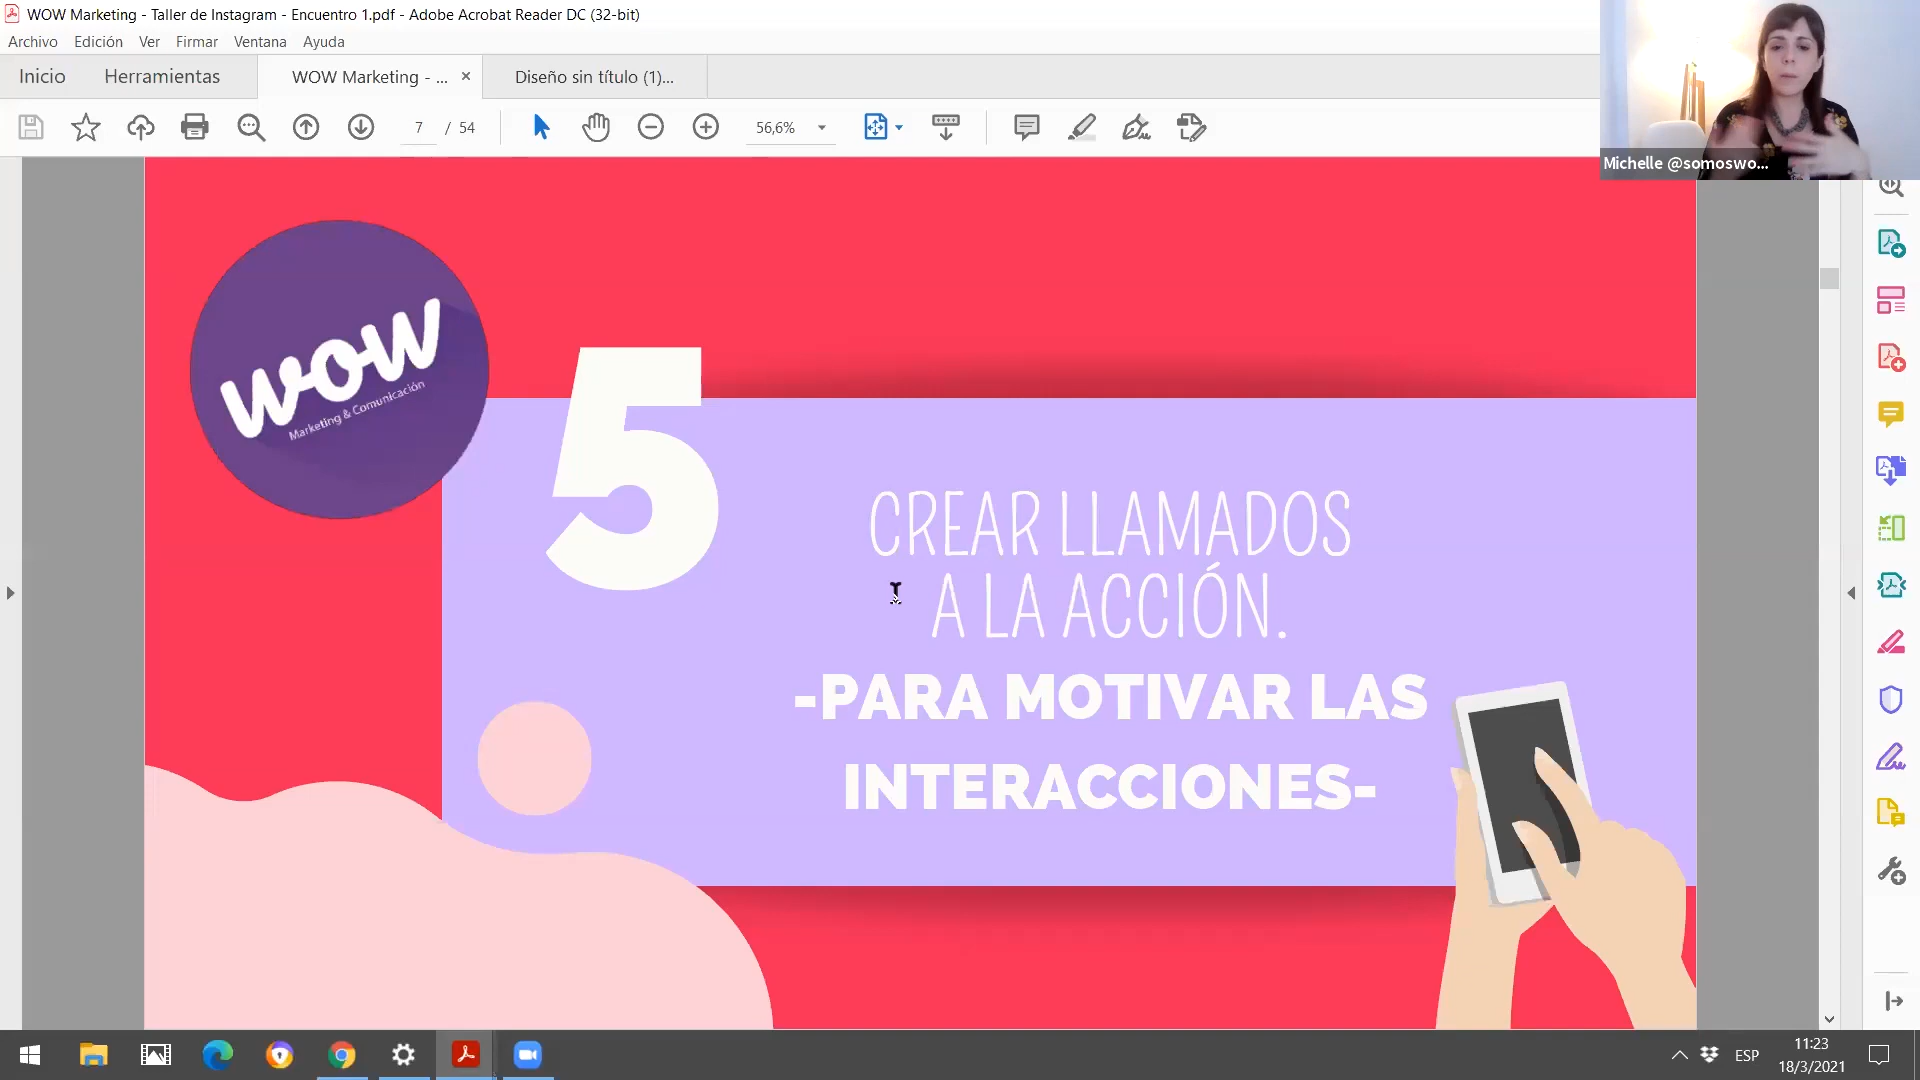 WOW Marketing - Taller de Instagram - Encuentro 1.pdf - Adobe Acrobat Reader DC (32-bit)
Archivo Edición Ver Firmar Ventana Ayuda
Inicio Herramientas WOW Marketing - ... × Diseño sin título (1)...
7 / 54 56,6%
Michelle @somoswo...
wow
Marketing & Comunicación
5
CREAR LLAMADOS
A LA ACCIÓN.
-PARA MOTIVAR LAS
INTERACCIONES-
ESP
11:23
18/3/2021